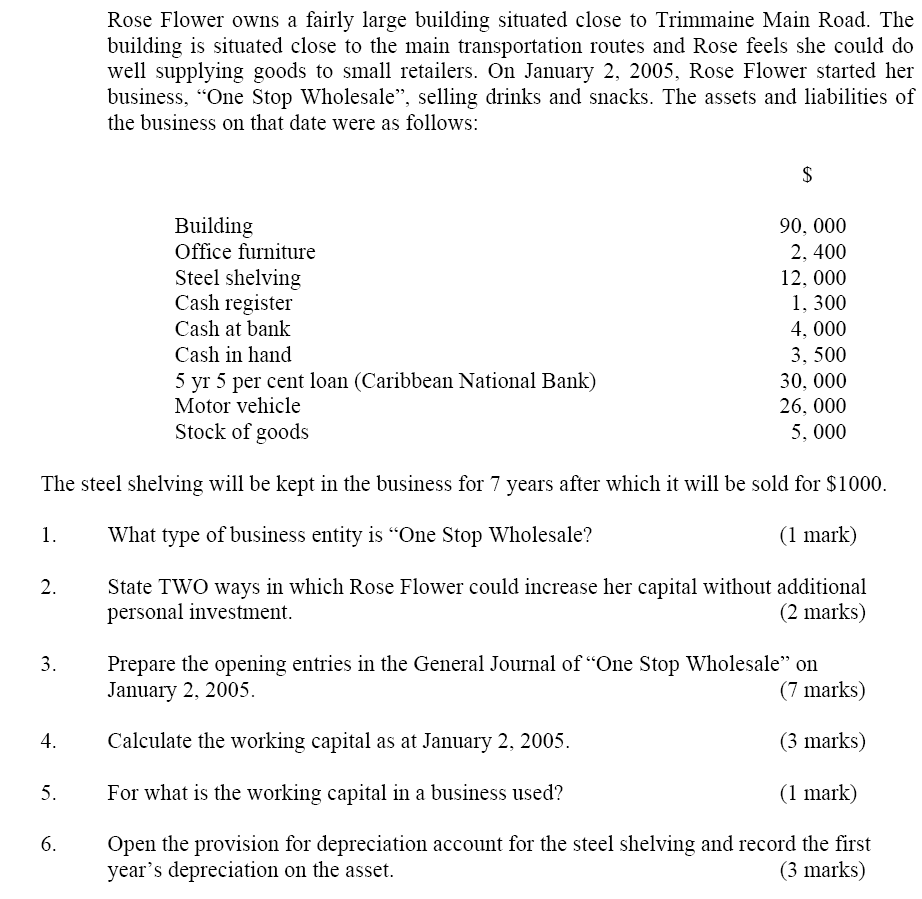 Rose Flower owns a fairly large building situated close to Trimmaine Main Road. The
building is situated close to the main transportation routes and Rose feels she could do
well supplying goods to small retailers. On January 2, 2005, Rose Flower started her
business, “One Stop Wholesale”, selling drinks and snacks. The assets and liabilities of
the business on that date were as follows:
$
Building 90, 000
Office furniture 2, 400
Steel shelving 12, 000
Cash register 1, 300
Cash at bank 4, 000
Cash in hand 3, 500
5 yr 5 per cent loan (Caribbean National Bank) 30, 000
Motor vehicle 26, 000
Stock of goods 5, 000
The steel shelving will be kept in the business for 7 years after which it will be sold for $1000.
1. What type of business entity is “One Stop Wholesale? (1 mark)
2. State TWO ways in which Rose Flower could increase her capital without additional
personal investment. (2 marks)
3. Prepare the opening entries in the General Journal of “One Stop Wholesale” on
January 2, 2005. (7 marks)
4. Calculate the working capital as at January 2, 2005. (3 marks)
5. For what is the working capital in a business used? (1 mark)
6. Open the provision for depreciation account for the steel shelving and record the first
year’s depreciation on the asset. (3 marks)